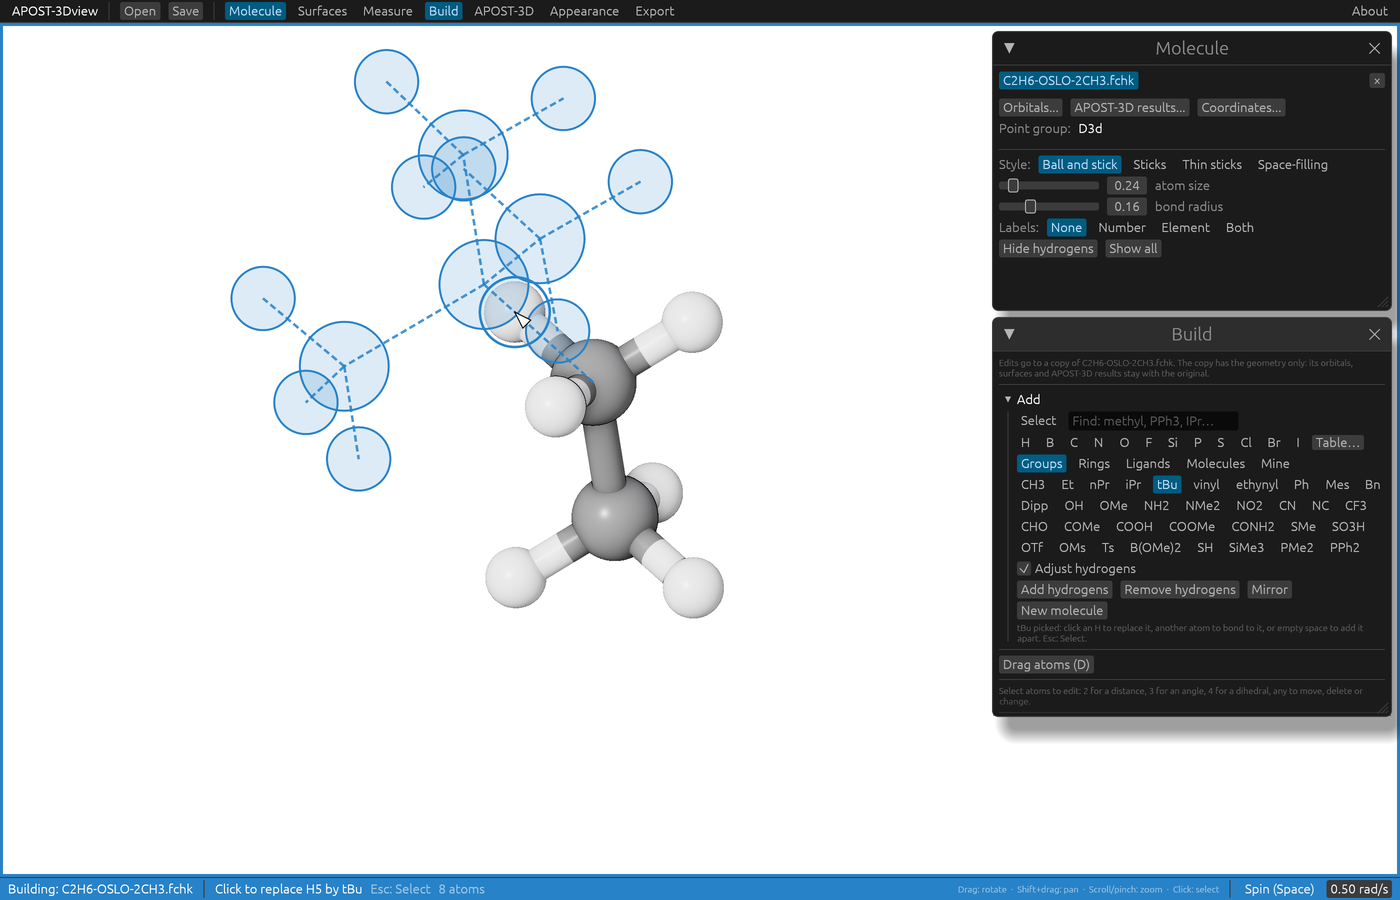 APOST-3Dview Open Save Molecule Surfaces Measure Build APOST-3D Appearance Export About
▼ Molecule
C2H6-OSLO-2CH3.fchk x
Orbitals... APOST-3D results... Coordinates...
Point group: D3d
Style: Ball and stick Sticks Thin sticks Space-filling
0.24 atom size
0.16 bond radius
Labels: None Number Element Both
Hide hydrogens Show all
▼ Build
Edits go to a copy of C2H6-OSLO-2CH3.fchk. The copy has the geometry only: its orbitals,
surfaces and APOST-3D results stay with the original.
▼ Add
Select Find: methyl, PPh3, IPr...
H B C N O F Si P S Cl Br I Table...
Groups Rings Ligands Molecules Mine
CH3 Et nPr iPr tBu vinyl ethynyl Ph Mes Bn
Dipp OH OMe NH2 NMe2 NO2 CN NC CF3
CHO COMe COOH COOMe CONH2 SMe SO3H
OTf OMs Ts B(OMe)2 SH SiMe3 PMe2 PPh2
✓ Adjust hydrogens
Add hydrogens Remove hydrogens Mirror
New molecule
tBu picked: click an H to replace it, another atom to bond to it, or empty space to add it
apart. Esc: Select.
Drag atoms (D)
Select atoms to edit: 2 for a distance, 3 for an angle, 4 for a dihedral, any to move, delete or
change.
Building: C2H6-OSLO-2CH3.fchk Click to replace H5 by tBu Esc: Select 8 atoms Drag: rotate · Shift+drag: pan · Scroll/pinch: zoom · Click: select Spin (Space) 0.50 rad/s